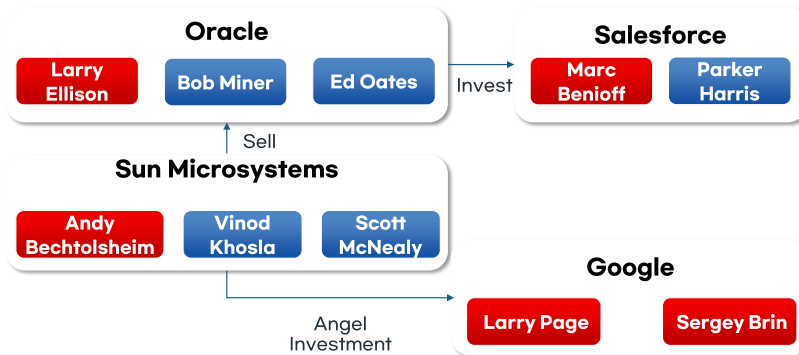 Oracle
Larry
Ellison
Bob Miner
Ed Oates
Invest
Salesforce
Marc
Benioff
Parker
Harris
Sell
Sun Microsystems
Andy
Bechtolsheim
Vinod
Khosla
Scott
McNealy
Angel
Investment
Google
Larry Page
Sergey Brin